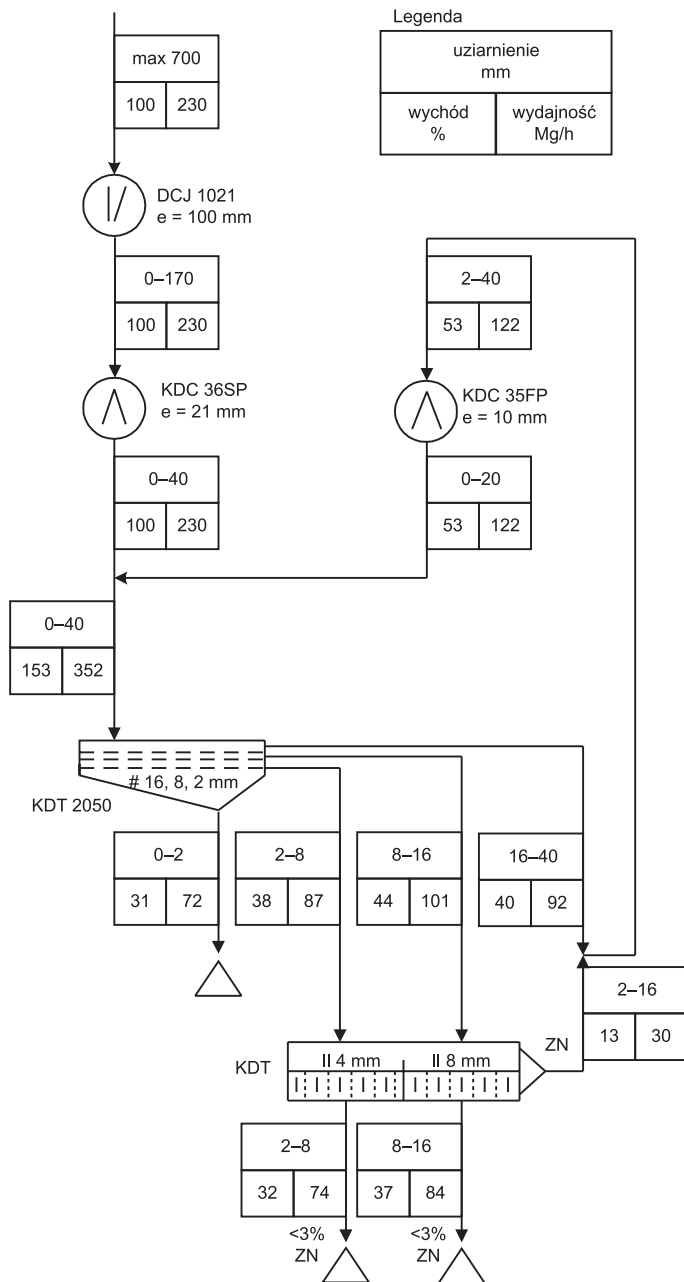 Legenda
uziarnienie
mm
wychód
%
wydajność
Mg/h
max 700
100 230
DCJ 1021
e = 100 mm
0–170
100 230
KDC 36SP
e = 21 mm
0–40
100 230
2–40
53 122
KDC 35FP
e = 10 mm
0–20
53 122
0–40
153 352
# 16, 8, 2 mm
KDT 2050
0–2
31 72
2–8
38 87
8–16
44 101
16–40
40 92
2–16
13 30
ZN
KDT
II 4 mm II 8 mm
2–8
32 74
8–16
37 84
<3%
ZN
<3%
ZN